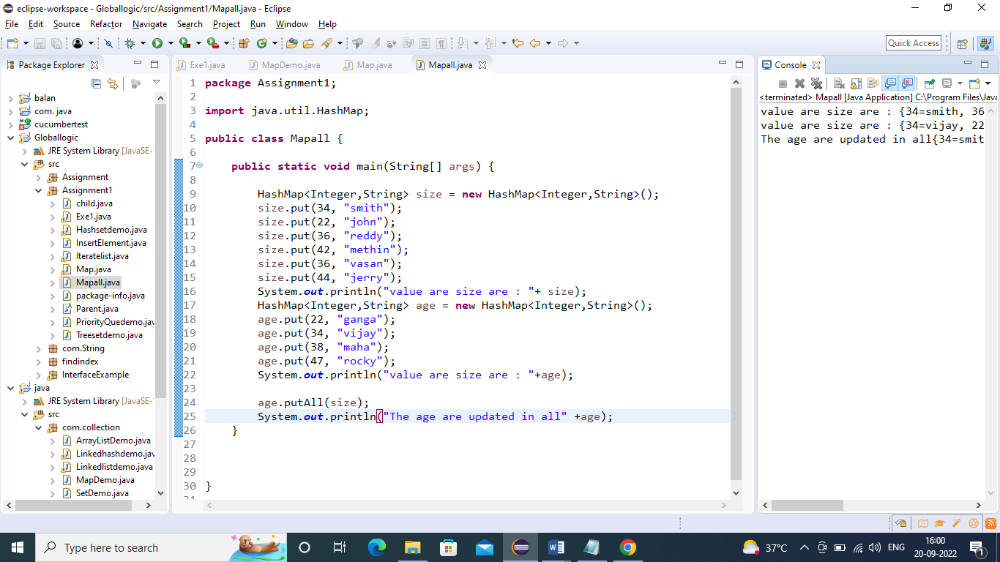 eclipse-workspace - Globallogic/src/Assignment1/Mapall.java - Eclipse
File Edit Source Refactor Navigate Search Project Run Window Help
Quick Access
Package Explorer
balan
com. java
cucumbertest
Globallogic
JRE System Library [JavaSE-
src
Assignment
Assignment1
child.java
Exe1.java
Hashsetdemo.java
InsertElement.java
Iteratelist.java
Map.java
Mapall.java
package-info.java
Parent.java
PriorityQuedemo.jav
Treesetdemo.java
com.String
findindex
InterfaceExample
java
JRE System Library [JavaSE-
src
com.collection
ArrayListDemo.java
Linkedhashdemo.jav
Linkedlistdemo.java
MapDemo.java
SetDemo.java
Exe1.java MapDemo.java Map.java Mapall.java
1 package Assignment1;
2
3 import java.util.HashMap;
4
5 public class Mapall {
6
7 public static void main(String[] args) {
8
9 HashMap<Integer,String> size = new HashMap<Integer,String>();
10 size.put(34, "smith");
11 size.put(22, "john");
12 size.put(36, "reddy");
13 size.put(42, "methin");
14 size.put(36, "vasan");
15 size.put(44, "jerry");
16 System.out.println("value are size are : "+ size);
17 HashMap<Integer,String> age = new HashMap<Integer,String>();
18 age.put(22, "ganga");
19 age.put(34, "vijay");
20 age.put(38, "maha");
21 age.put(47, "rocky");
22 System.out.println("value are size are : "+age);
23
24 age.putAll(size);
25 System.out.println("The age are updated in all" +age);
26 }
27
28
29
30 }
31
Console
<terminated> Mapall [Java Application] C:\Program Files\Java
value are size are : {34=smith, 36
value are size are : {34=vijay, 22
The age are updated in all{34=smit
Type here to search
37°C
ENG
16:00
20-09-2022
1